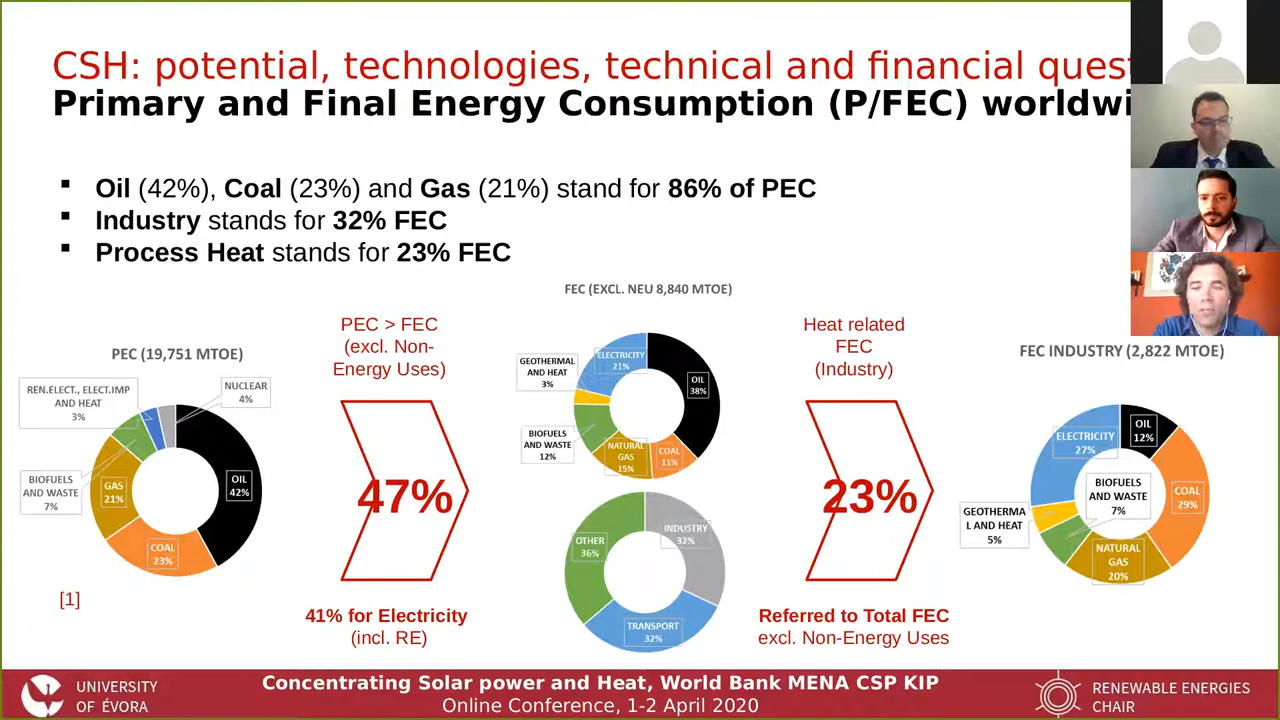 CSH: potential, technologies, technical and financial quest
Primary and Final Energy Consumption (P/FEC) worldwi
▪ Oil (42%), Coal (23%) and Gas (21%) stand for 86% of PEC
▪ Industry stands for 32% FEC
▪ Process Heat stands for 23% FEC
PEC (19,751 MTOE)
REN.ELECT., ELECT.IMP
AND HEAT
3%
NUCLEAR
4%
BIOFUELS
AND WASTE
7%
GAS
21%
OIL
42%
COAL
23%
[1]
PEC > FEC
(excl. Non-
Energy Uses)
47%
41% for Electricity
(incl. RE)
FEC (EXCL. NEU 8,840 MTOE)
GEOTHERMAL
AND HEAT
3%
ELECTRICITY
21%
OIL
38%
BIOFUELS
AND WASTE
12%
NATURAL
GAS
15%
COAL
11%
OTHER
36%
INDUSTRY
32%
TRANSPORT
32%
Heat related
FEC
(Industry)
23%
Referred to Total FEC
excl. Non-Energy Uses
FEC INDUSTRY (2,822 MTOE)
ELECTRICITY
27%
OIL
12%
BIOFUELS
AND WASTE
7%
COAL
29%
GEOTHERMA
L AND HEAT
5%
NATURAL
GAS
20%
UNIVERSITY
OF ÉVORA
Concentrating Solar power and Heat, World Bank MENA CSP KIP
Online Conference, 1-2 April 2020
RENEWABLE ENERGIES
CHAIR